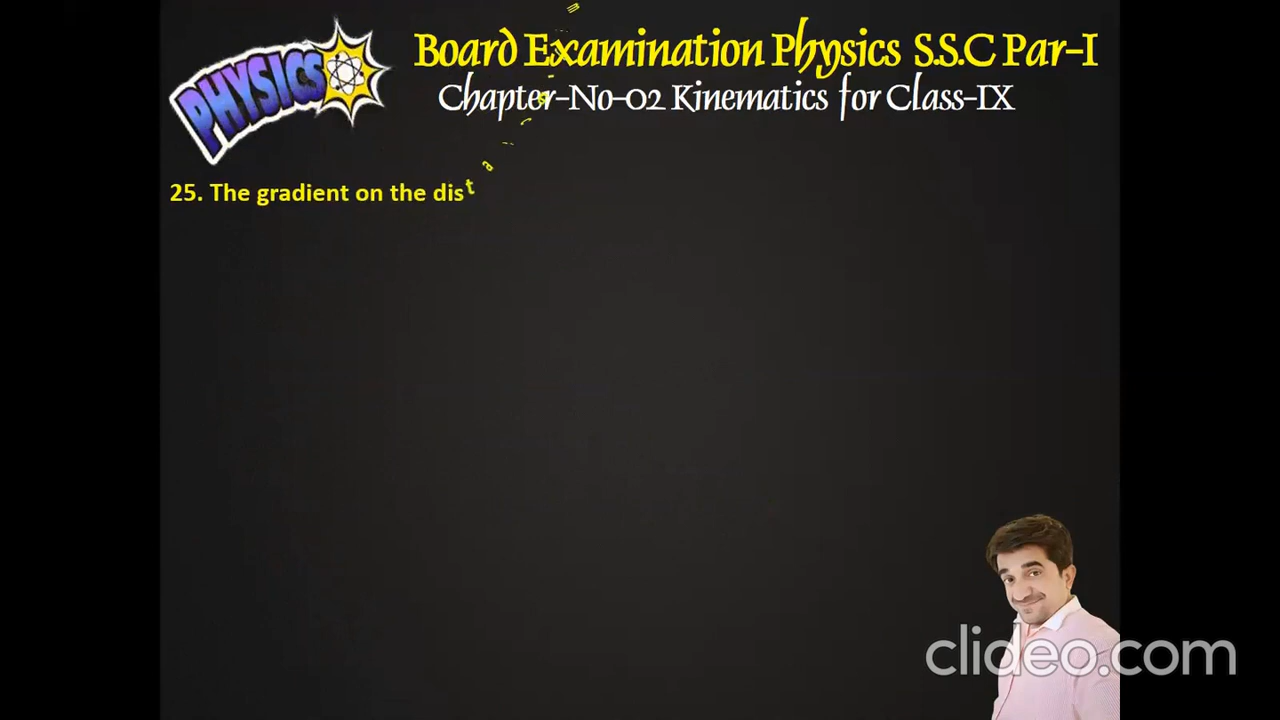 PHYSICS
Board Examination Physics S.S.C Par-I
Chapter-No-02 Kinematics for Class-IX
25. The gradient on the dista
clideo.com